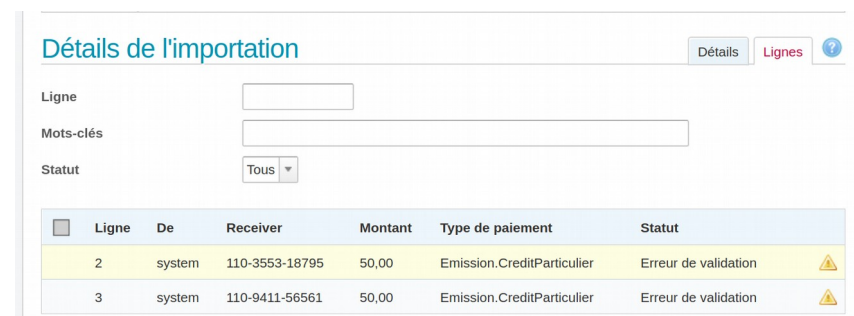 Détails de l'importation
Détails
Lignes
?
Ligne
Mots-clés
Statut
Tous
Ligne De Receiver Montant Type de paiement Statut
2 system 110-3553-18795 50,00 Emission.CreditParticulier Erreur de validation
3 system 110-9411-56561 50,00 Emission.CreditParticulier Erreur de validation